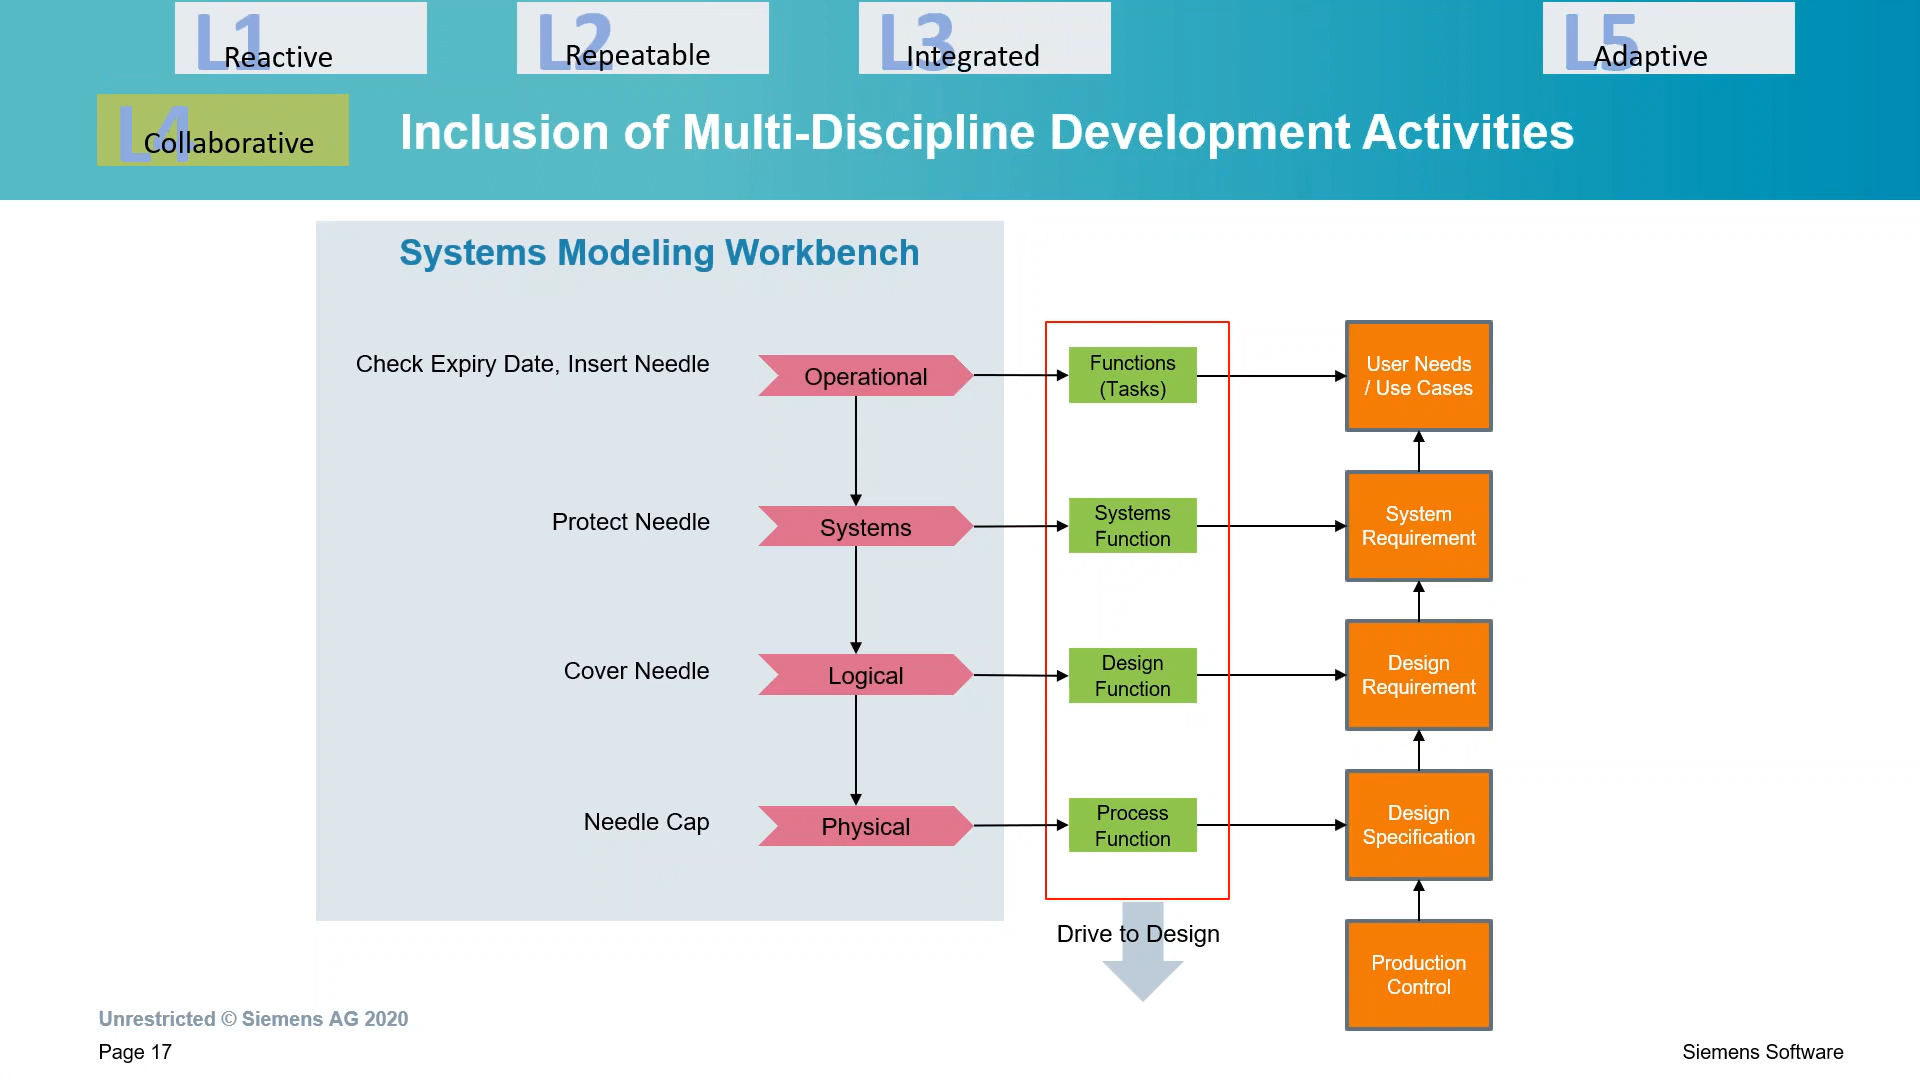 L1
Reactive
L2
Repeatable
L3
Integrated
L5
Adaptive
L4
Collaborative
Inclusion of Multi-Discipline Development Activities
Systems Modeling Workbench
Check Expiry Date, Insert Needle
Operational
Functions
(Tasks)
User Needs
/ Use Cases
Protect Needle
Systems
Systems
Function
System
Requirement
Cover Needle
Logical
Design
Function
Design
Requirement
Needle Cap
Physical
Process
Function
Design
Specification
Drive to Design
Production
Control
Unrestricted © Siemens AG 2020
Page 17
Siemens Software